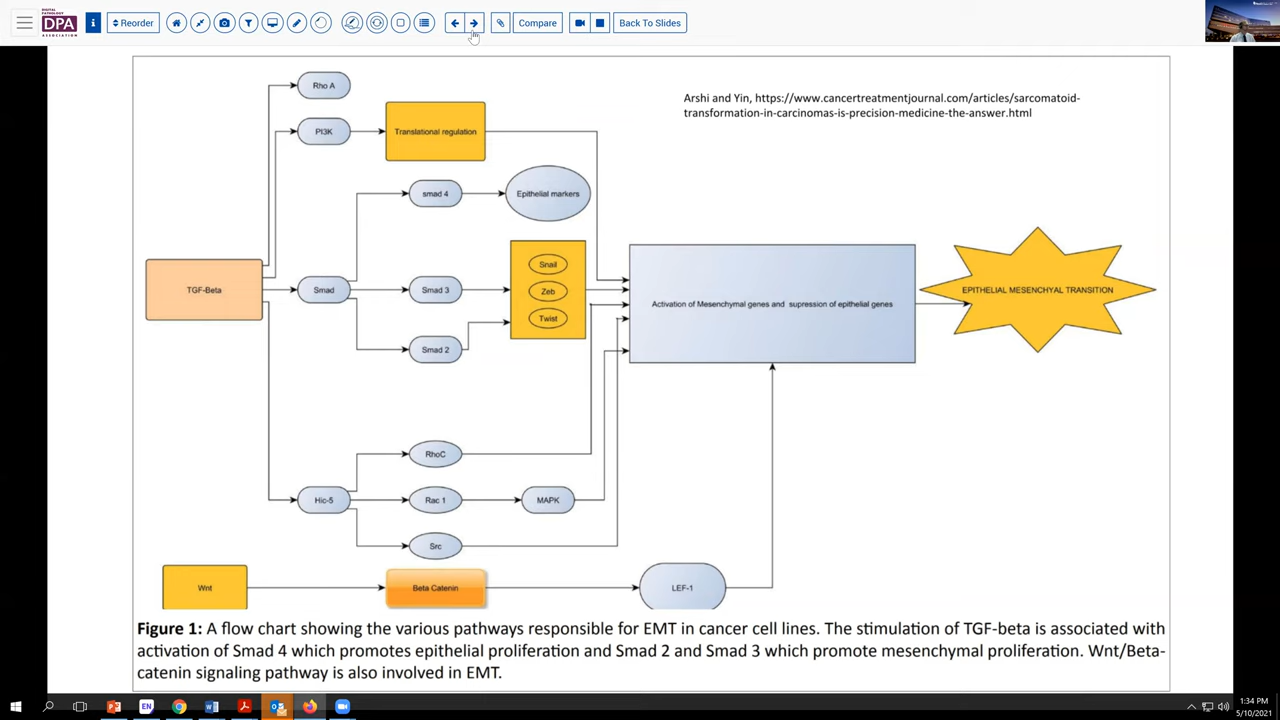 DIGITAL PATHOLOGY
DPA
ASSOCIATION
Reorder
Compare
Back To Slides
Arshi and Yin, https://www.cancertreatmentjournal.com/articles/sarcomatoid-
transformation-in-carcinomas-is-precision-medicine-the-answer.html
Rho A
PI3K
Translational regulation
smad 4
Epithelial markers
TGF-Beta
Smad
Smad 3
Smad 2
Snail
Zeb
Twist
Activation of Mesenchymal genes and supression of epithelial genes
EPITHELIAL MESENCHYAL TRANSITION
RhoC
Hic-5
Rac 1
MAPK
Src
Wnt
Beta Catenin
LEF-1
Figure 1: A flow chart showing the various pathways responsible for EMT in cancer cell lines. The stimulation of TGF-beta is associated with
activation of Smad 4 which promotes epithelial proliferation and Smad 2 and Smad 3 which promote mesenchymal proliferation. Wnt/Beta-
catenin signaling pathway is also involved in EMT.
EN
1:34 PM
5/10/2021